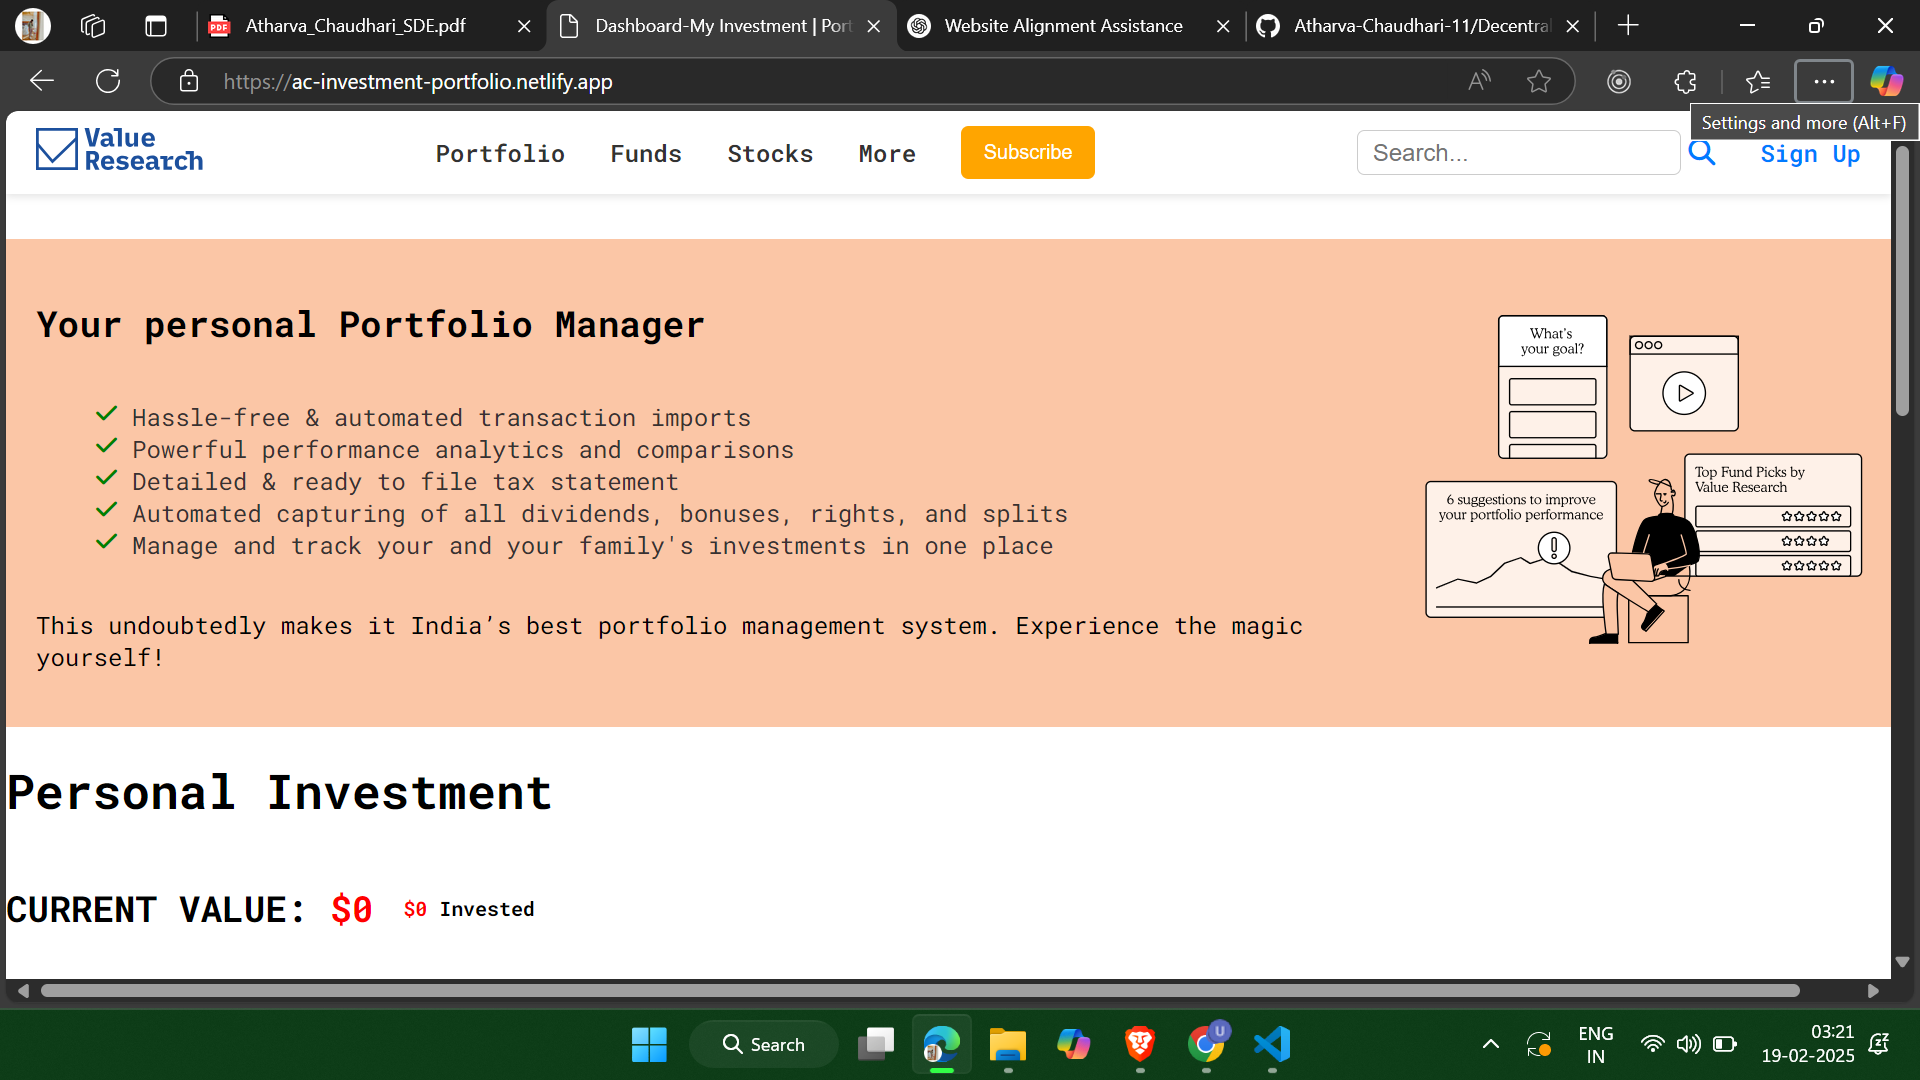 Atharva_Chaudhari_SDE.pdf
Dashboard-My Investment | Port
Website Alignment Assistance
Atharva-Chaudhari-11/Decentral
https://ac-investment-portfolio.netlify.app
Settings and more (Alt+F)
Value
Research
Portfolio
Funds
Stocks
More
Subscribe
Search...
Sign Up
Your personal Portfolio Manager
Hassle-free & automated transaction imports
Powerful performance analytics and comparisons
Detailed & ready to file tax statement
Automated capturing of all dividends, bonuses, rights, and splits
Manage and track your and your family's investments in one place
This undoubtedly makes it India’s best portfolio management system. Experience the magic
yourself!
What's
your goal?
6 suggestions to improve
your portfolio performance
Top Fund Picks by
Value Research
Personal Investment
CURRENT VALUE: $0 $0 Invested
Search
U
ENG
IN
03:21
19-02-2025